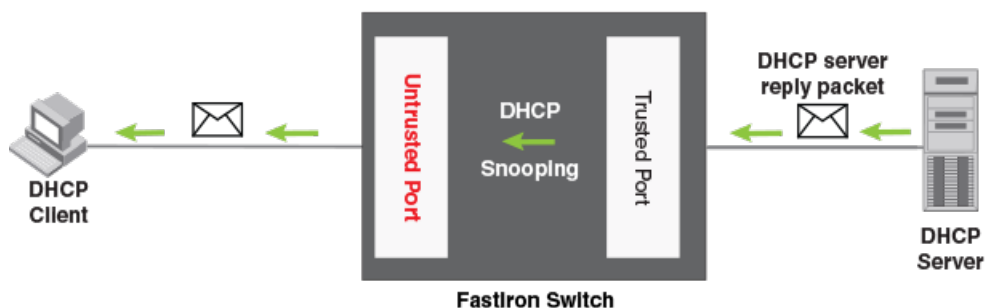 DHCP
Client
Untrusted Port
DHCP
Snooping
Trusted Port
DHCP server
reply packet
DHCP
Server
FastIron Switch